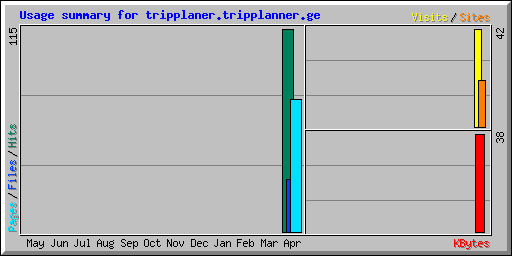 Usage summary for tripplaner.tripplanner.ge
Visits/Sites
115
42
Pages/Files/Hits
38
May Jun Jul Aug Sep Oct Nov Dec Jan Feb Mar Apr
KBytes